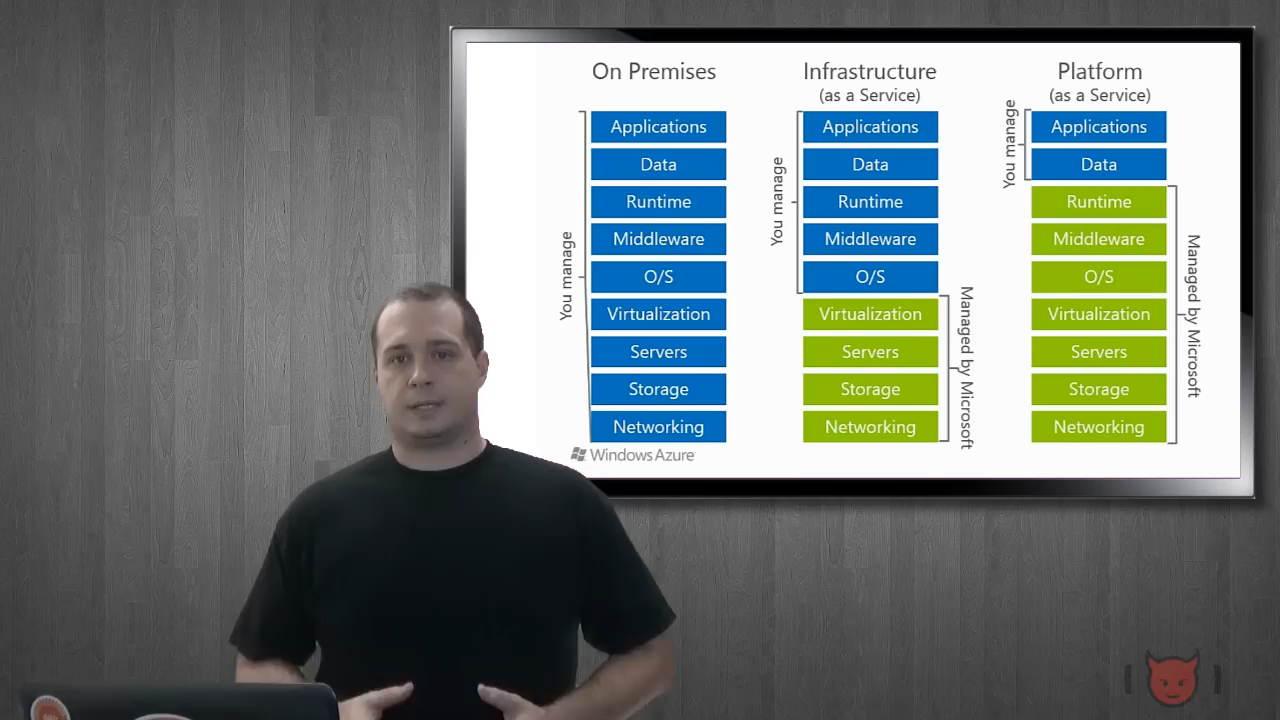 On Premises
Applications
Data
Runtime
Middleware
O/S
Virtualization
Servers
Storage
Networking
You manage
Windows Azure
Infrastructure
(as a Service)
Applications
Data
Runtime
Middleware
O/S
Virtualization
Servers
Storage
Networking
You manage
Managed by Microsoft
Platform
(as a Service)
Applications
Data
Runtime
Middleware
O/S
Virtualization
Servers
Storage
Networking
You manage
Managed by Microsoft